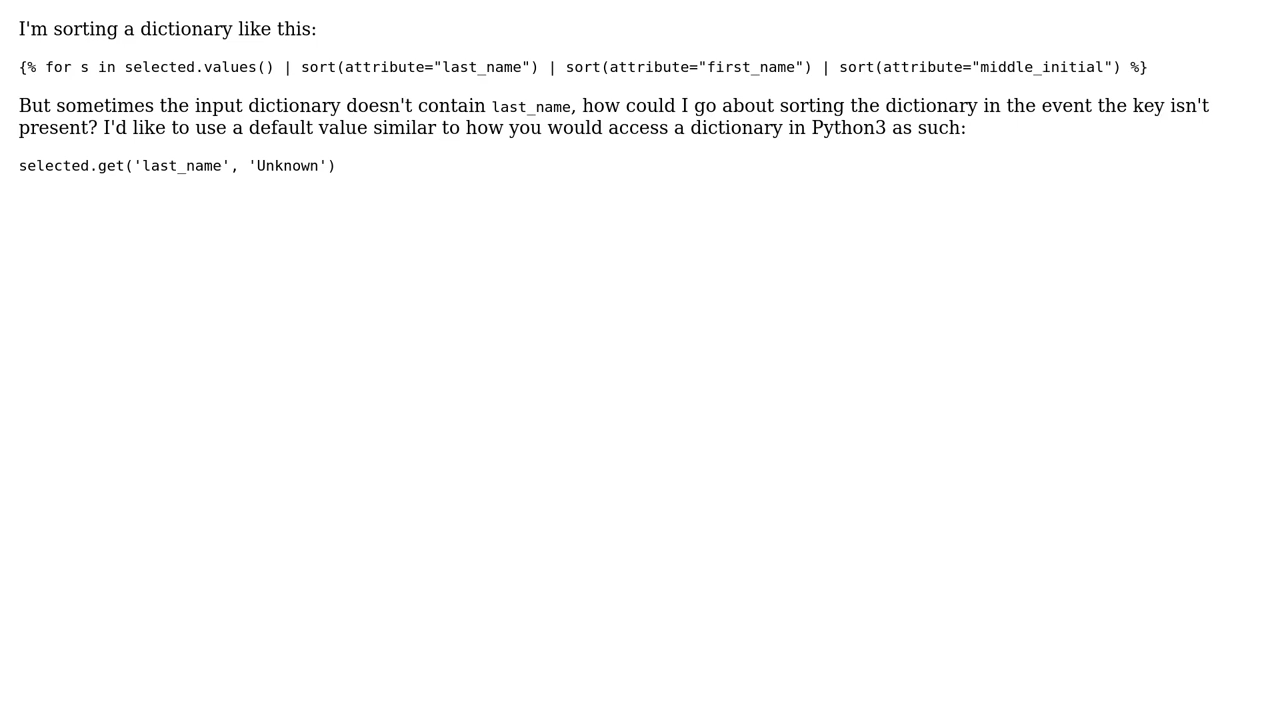 I'm sorting a dictionary like this:
{% for s in selected.values() | sort(attribute="last_name") | sort(attribute="first_name") | sort(attribute="middle_initial") %}
But sometimes the input dictionary doesn't contain last_name, how could I go about sorting the dictionary in the event the key isn't
present? I'd like to use a default value similar to how you would access a dictionary in Python3 as such:
selected.get('last_name', 'Unknown')